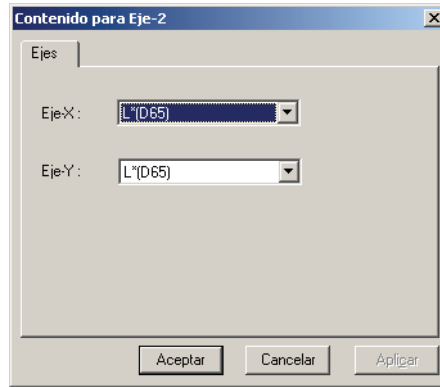 Contenido para Eje-2
Ejes
Eje-X : L*(D65)
Eje-Y : L*(D65)
Aceptar Cancelar Aplicar